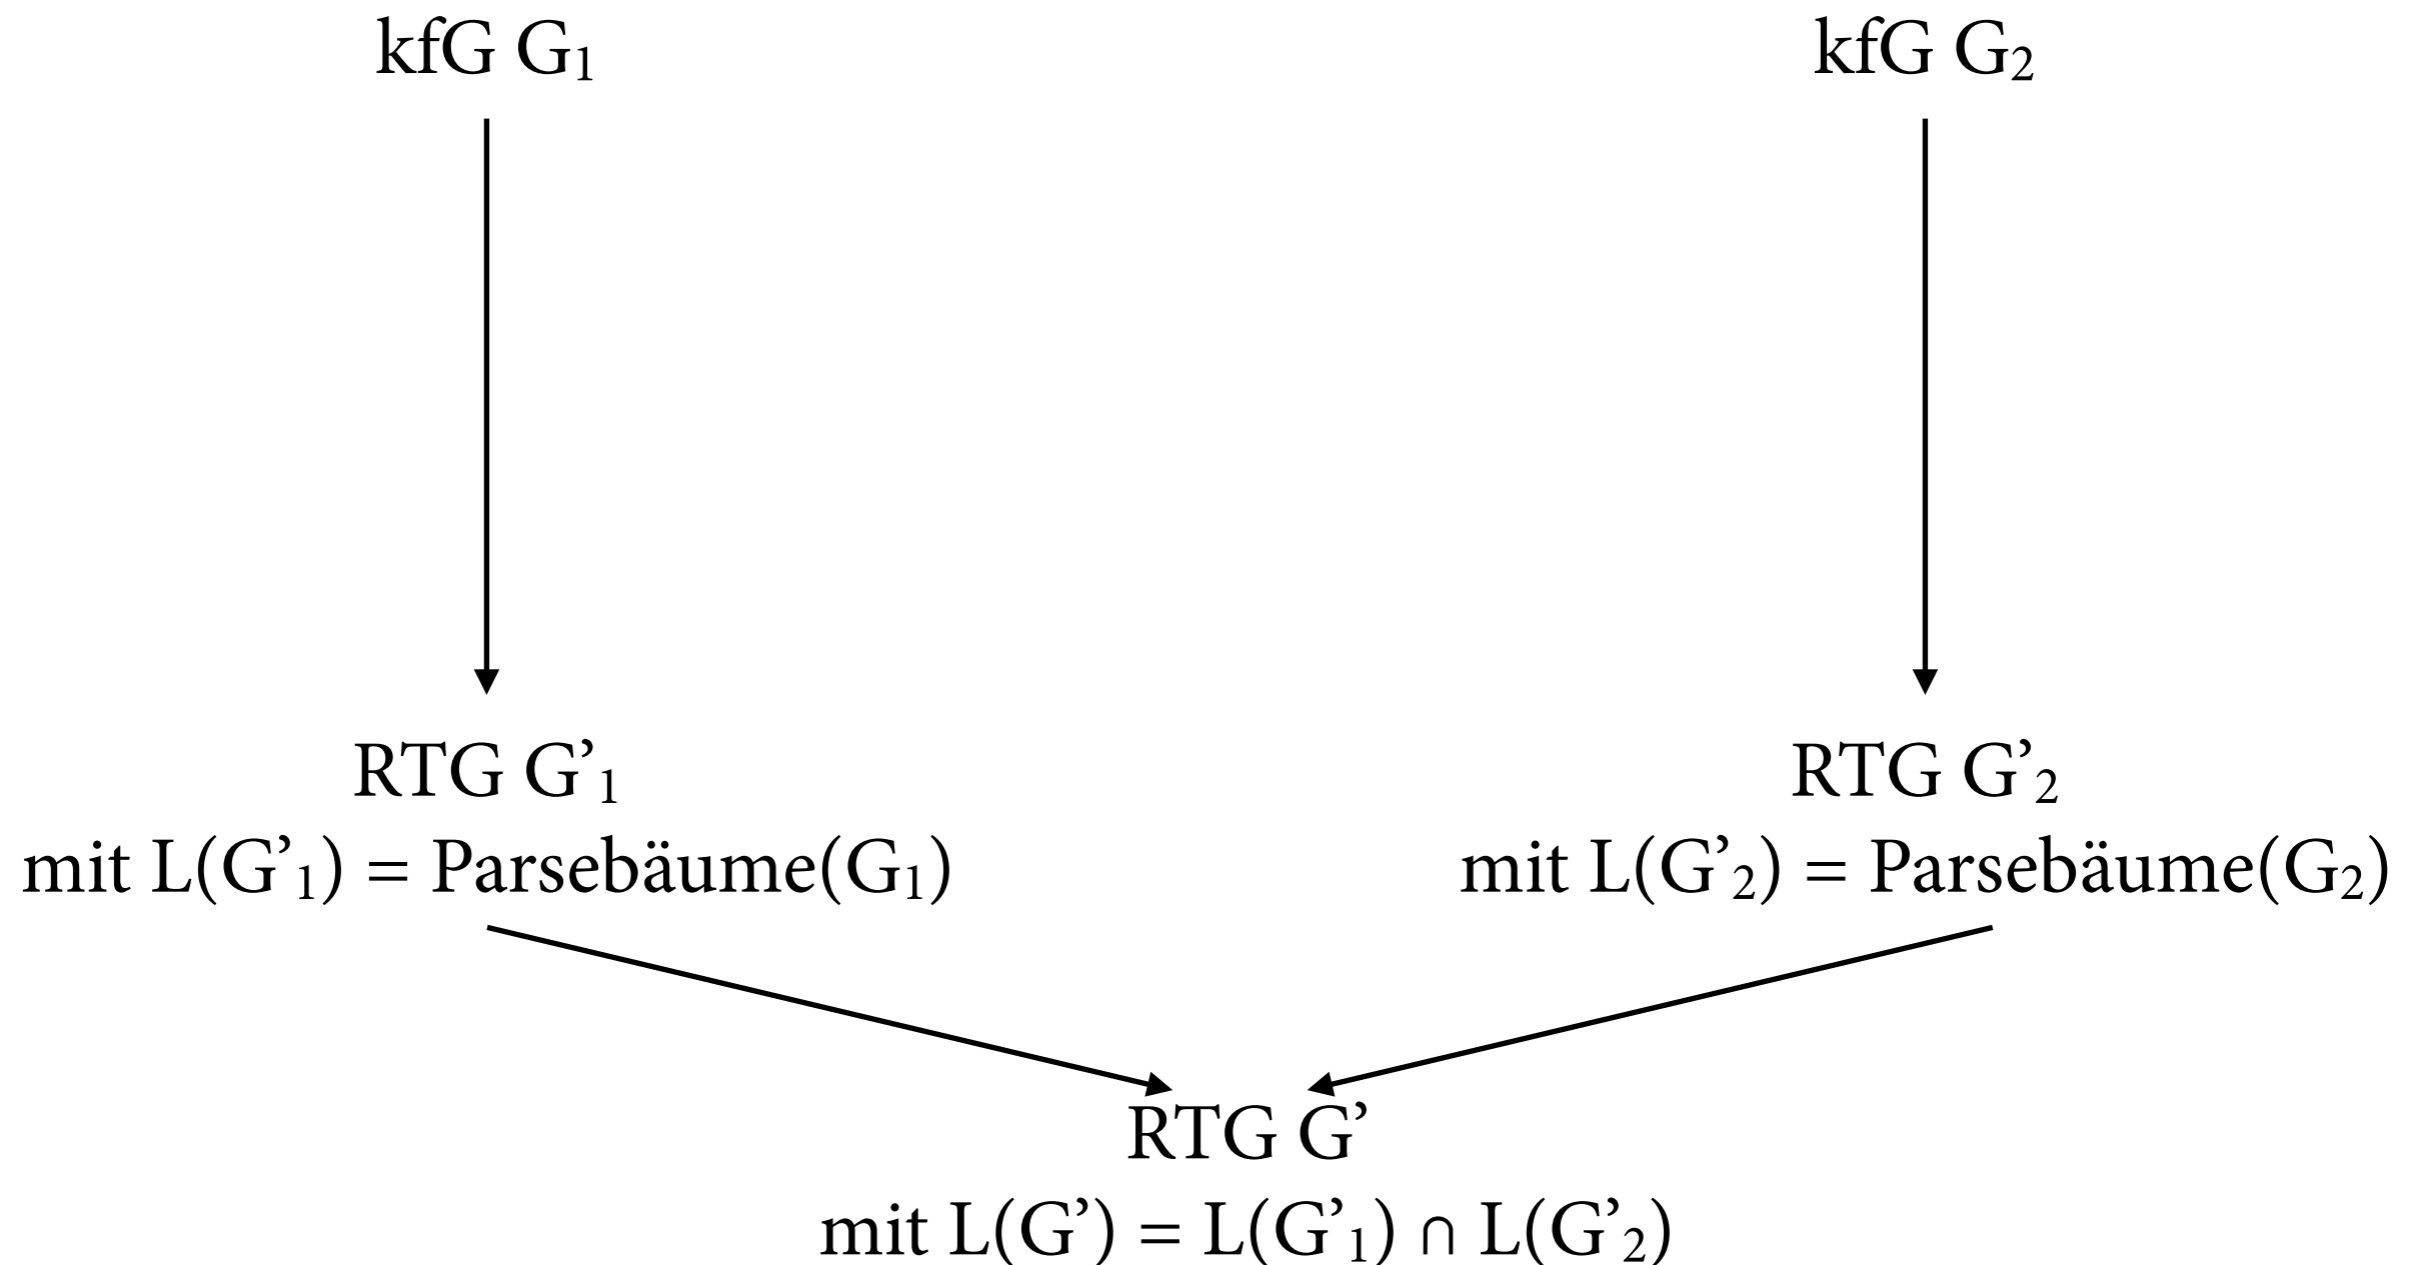 kfG G₁
kfG G₂
RTG G’₁
mit L(G’₁) = Parsebäume(G₁)
RTG G’₂
mit L(G’₂) = Parsebäume(G₂)
RTG G’
mit L(G’) = L(G’₁) ∩ L(G’₂)